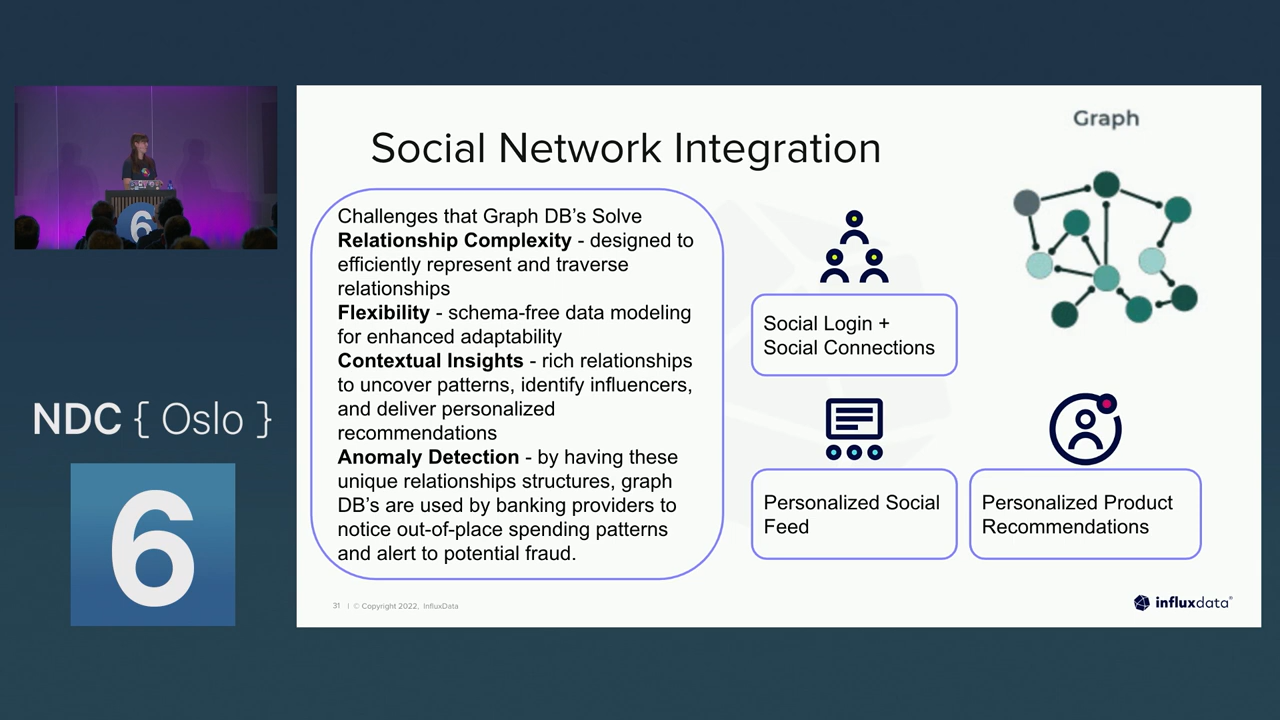 Graph
Social Network Integration
Challenges that Graph DB's Solve
Relationship Complexity - designed to
efficiently represent and traverse
relationships
Flexibility - schema-free data modeling
for enhanced adaptability
Contextual Insights - rich relationships
to uncover patterns, identify influencers,
and deliver personalized
recommendations
Anomaly Detection - by having these
unique relationships structures, graph
DB's are used by banking providers to
notice out-of-place spending patterns
and alert to potential fraud.
Social Login +
Social Connections
Personalized Social
Feed
Personalized Product
Recommendations
31 | © Copyright 2022, InfluxData
influxdata®
6
NDC { Oslo }
6